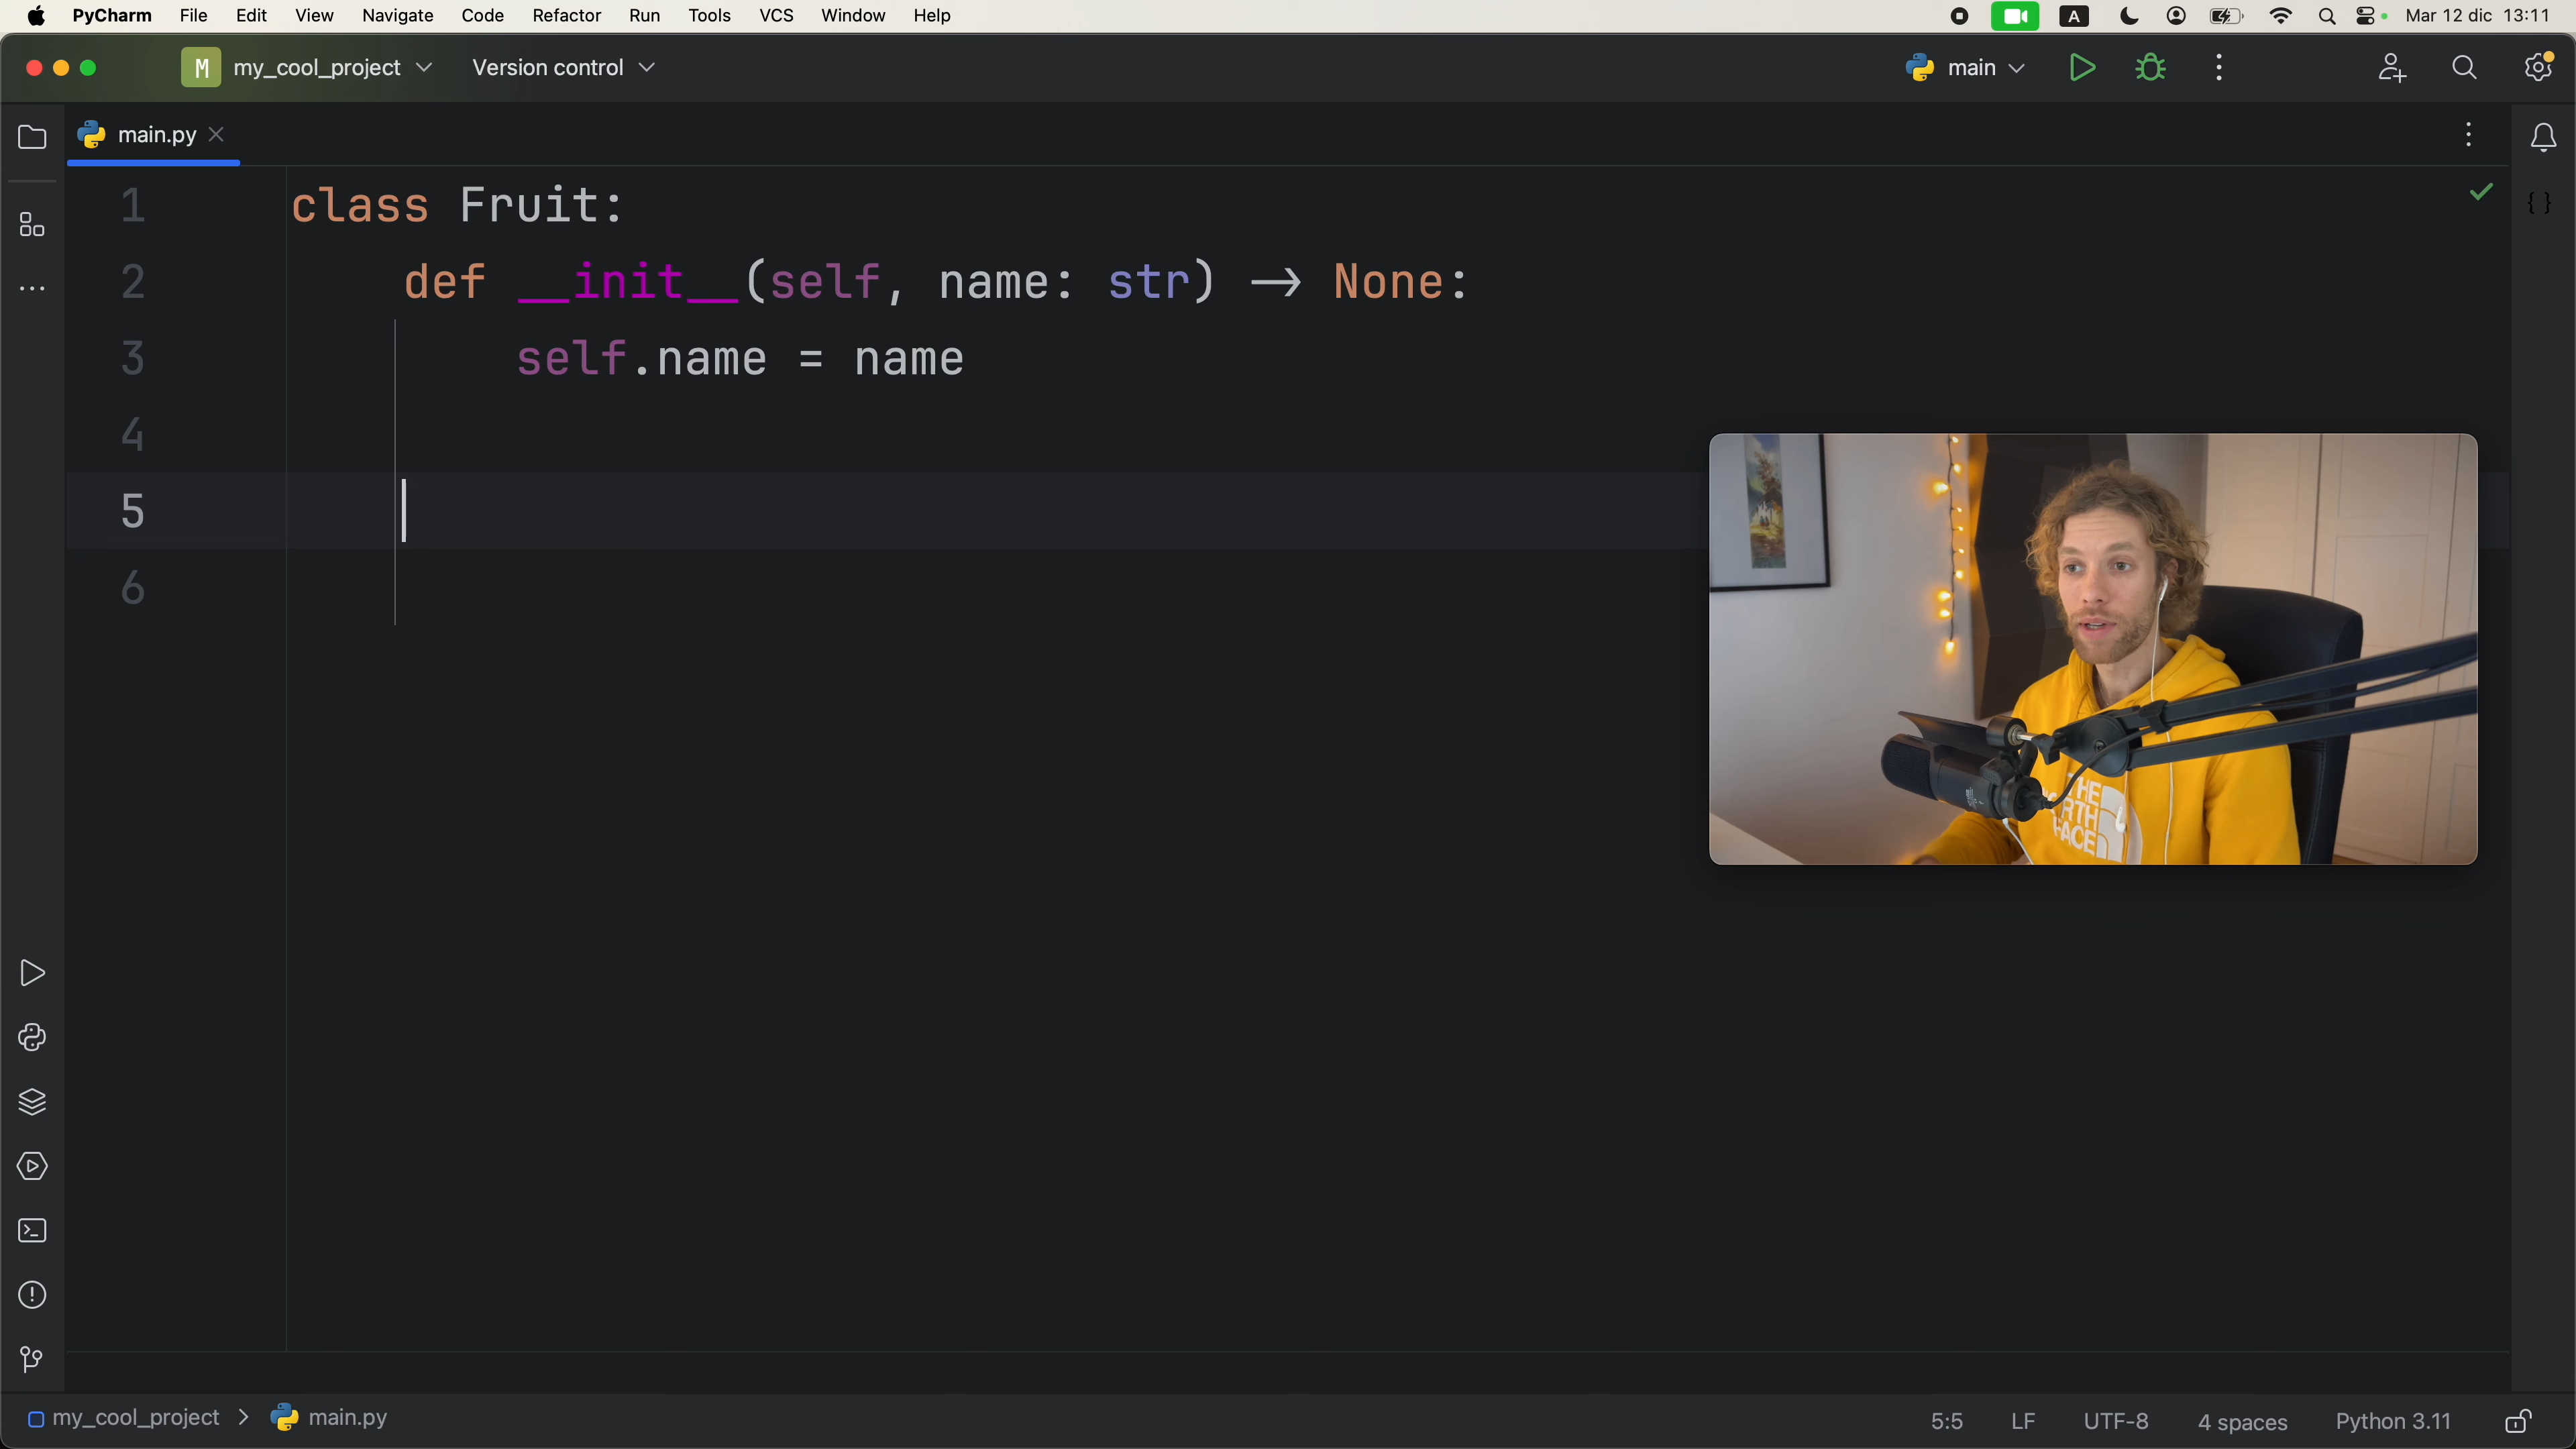 PyCharm File Edit View Navigate Code Refactor Run Tools VCS Window Help A Mar 12 dic 13:11
M my_cool_project Version control main
main.py
1 class Fruit:
2 def __init__(self, name: str) -> None:
3 self.name = name
4
5
6
{ }
THE
FACE
my_cool_project > main.py 5:5 LF UTF-8 4 spaces Python 3.11